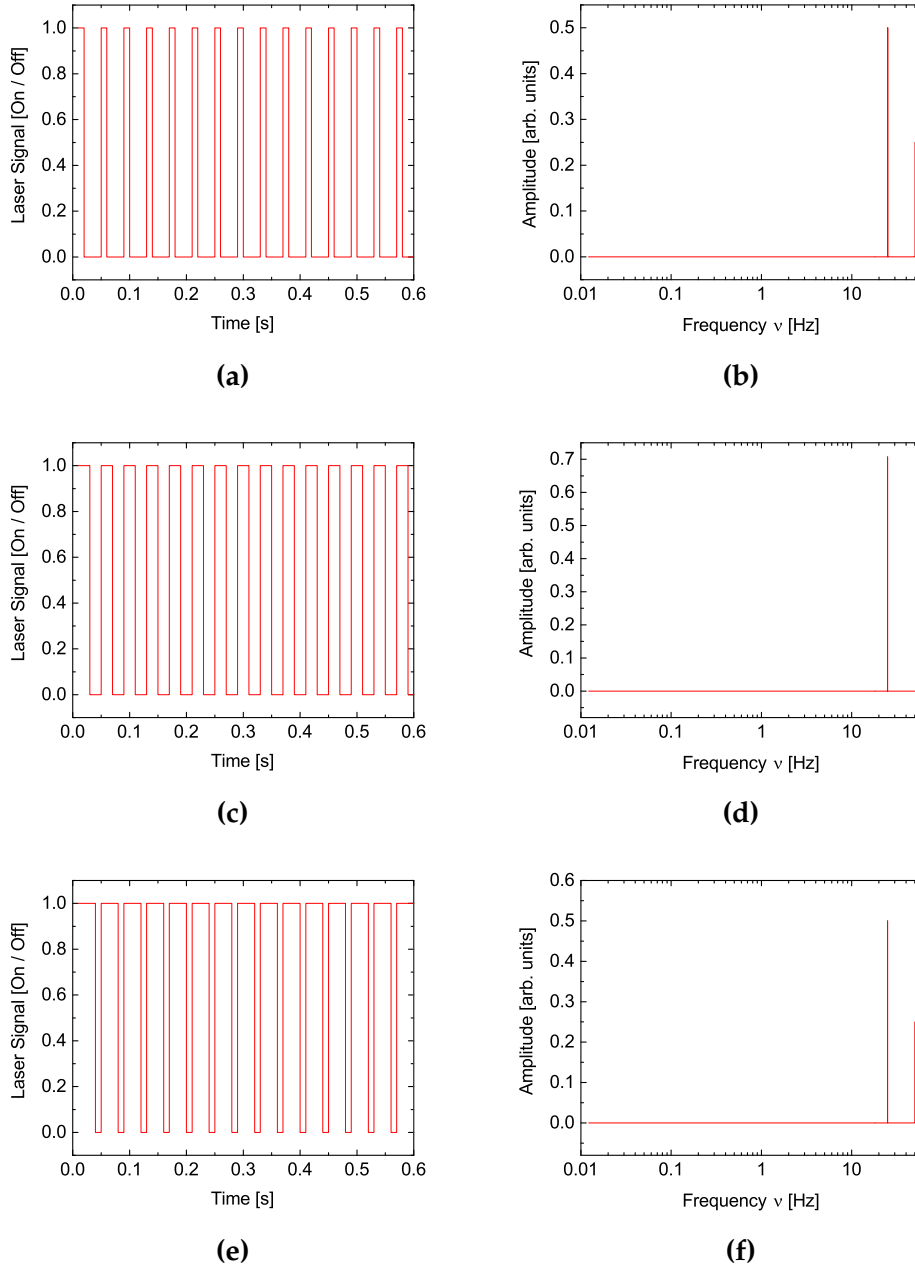 1.0
0.8
0.6
0.4
0.2
0.0
Laser Signal [On / Off]
0.0 0.1 0.2 0.3 0.4 0.5 0.6
Time [s]
(a)
0.5
0.4
0.3
0.2
0.1
0.0
Amplitude [arb. units]
0.01 0.1 1 10
Frequency ν [Hz]
(b)
1.0
0.8
0.6
0.4
0.2
0.0
Laser Signal [On / Off]
0.0 0.1 0.2 0.3 0.4 0.5 0.6
Time [s]
(c)
0.7
0.6
0.5
0.4
0.3
0.2
0.1
0.0
Amplitude [arb. units]
0.01 0.1 1 10
Frequency ν [Hz]
(d)
1.0
0.8
0.6
0.4
0.2
0.0
Laser Signal [On / Off]
0.0 0.1 0.2 0.3 0.4 0.5 0.6
Time [s]
(e)
0.6
0.5
0.4
0.3
0.2
0.1
0.0
Amplitude [arb. units]
0.01 0.1 1 10
Frequency ν [Hz]
(f)